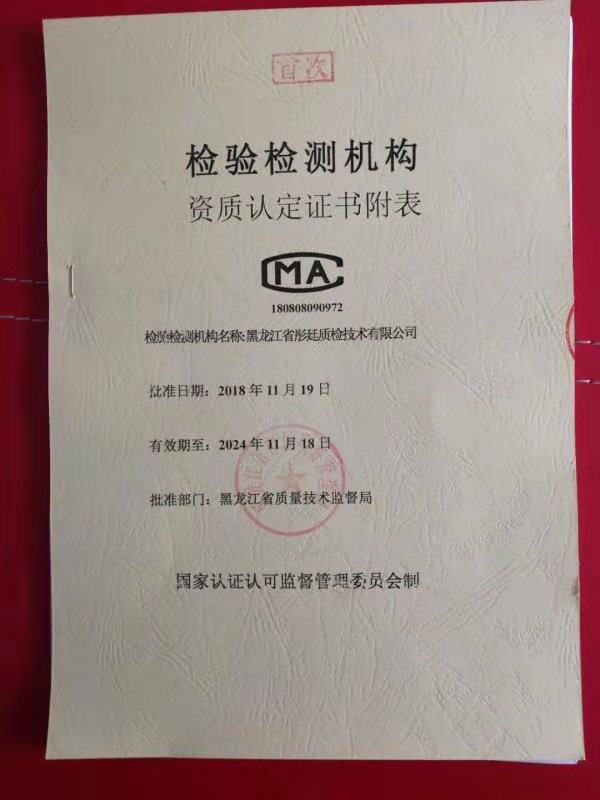 首次
检验检测机构
资质认定证书附表
CMA
180808090972
检验检测机构名称:黑龙江省彤廷质检技术有限公司
批准日期：2018年11月19日
有效期至：2024年11月18日
批准部门：黑龙江省质量技术监督局
国家认证认可监督管理委员会制